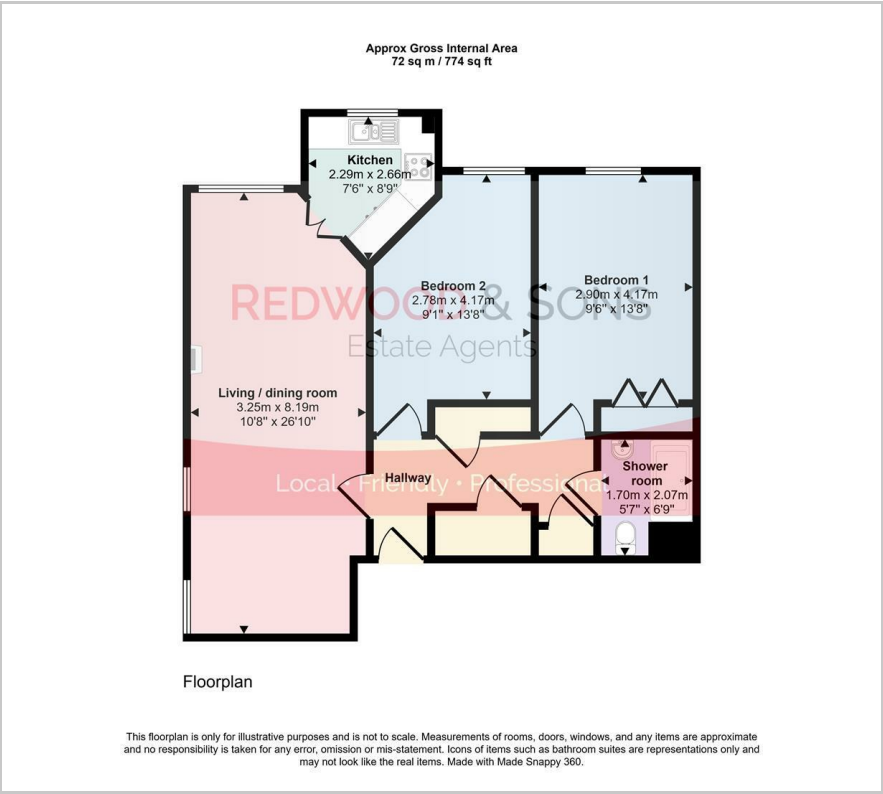 Approx Gross Internal Area
72 sq m / 774 sq ft
Kitchen
2.29m x 2.66m
7'6" x 8'9"
Bedroom 2
2.78m x 4.17m
9'1" x 13'8"
Bedroom 1
2.90m x 4.17m
9'6" x 13'8"
REDWOOD & SONS
Estate Agents
Living / dining room
3.25m x 8.19m
10'8" x 26'10"
Hallway
Local • Friendly • Professional
Shower
room
1.70m x 2.07m
5'7" x 6'9"
Floorplan
This floorplan is only for illustrative purposes and is not to scale. Measurements of rooms, doors, windows, and any items are approximate
and no responsibility is taken for any error, omission or mis-statement. Icons of items such as bathroom suites are representations only and
may not look like the real items. Made with Made Snappy 360.